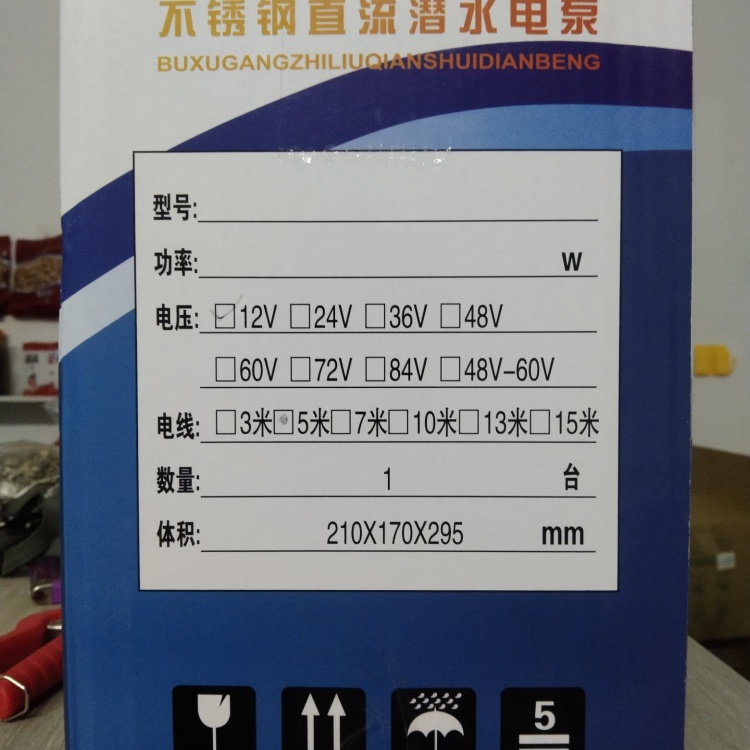 不锈钢直流潜水电泵
BUXUGANGZHILIUQIANSHUIDIANBENG
型号:
功率: W
电压: ☑12V □24V □36V □48V
□60V □72V □84V □48V-60V
电线: □3米☑5米□7米□10米□13米□15米
数量: 1 台
体积: 210X170X295 mm
5